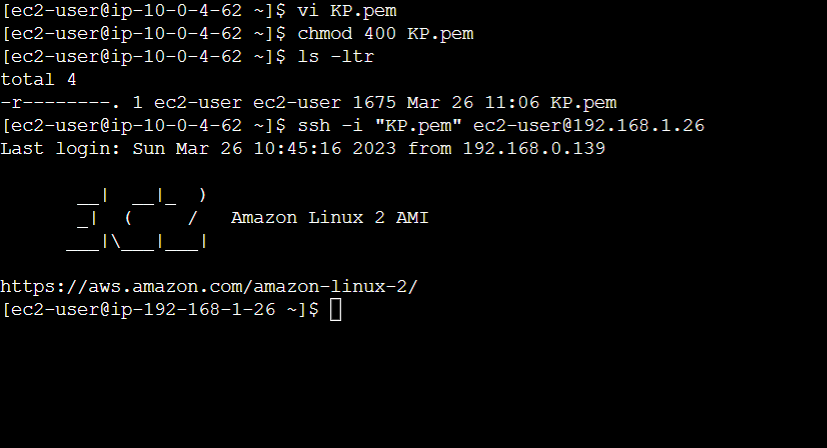 [ec2-user@ip-10-0-4-62 ~]$ vi KP.pem
[ec2-user@ip-10-0-4-62 ~]$ chmod 400 KP.pem
[ec2-user@ip-10-0-4-62 ~]$ ls -ltr
total 4
-r--------. 1 ec2-user ec2-user 1675 Mar 26 11:06 KP.pem
[ec2-user@ip-10-0-4-62 ~]$ ssh -i "KP.pem" ec2-user@192.168.1.26
Last login: Sun Mar 26 10:45:16 2023 from 192.168.0.139

       __|  __|_  )
       _|  (     /   Amazon Linux 2 AMI
      ___|\___|___|

https://aws.amazon.com/amazon-linux-2/
[ec2-user@ip-192-168-1-26 ~]$